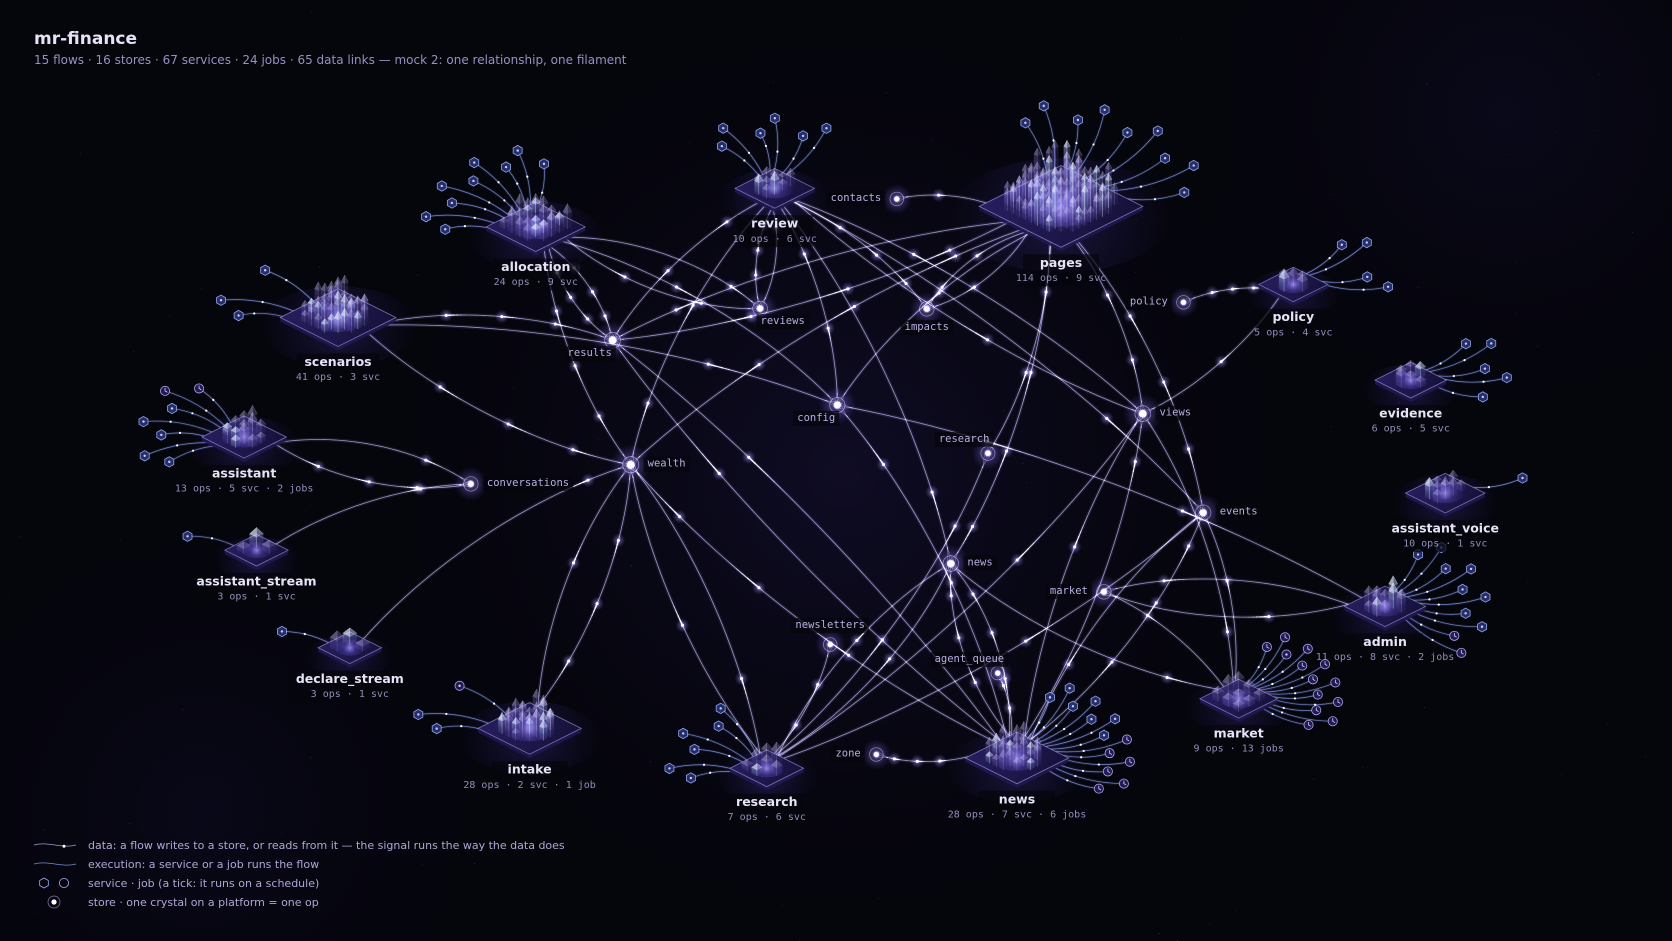 mr-finance
15 flows · 16 stores · 67 services · 24 jobs · 65 data links — mock 2: one relationship, one filament
contacts
review
10 ops · 6 svc
allocation
24 ops · 9 svc
pages
114 ops · 9 svc
policy
policy
5 ops · 4 svc
reviews
impacts
results
scenarios
41 ops · 3 svc
config
views
evidence
6 ops · 5 svc
research
wealth
assistant
13 ops · 5 svc · 2 jobs
conversations
events
assistant_voice
10 ops · 1 svc
assistant_stream
3 ops · 1 svc
news
market
newsletters
agent_queue
admin
11 ops · 8 svc · 2 jobs
declare_stream
3 ops · 1 svc
market
9 ops · 13 jobs
zone
intake
28 ops · 2 svc · 1 job
research
7 ops · 6 svc
news
28 ops · 7 svc · 6 jobs
data: a flow writes to a store, or reads from it — the signal runs the way the data does
execution: a service or a job runs the flow
service · job (a tick: it runs on a schedule)
store · one crystal on a platform = one op